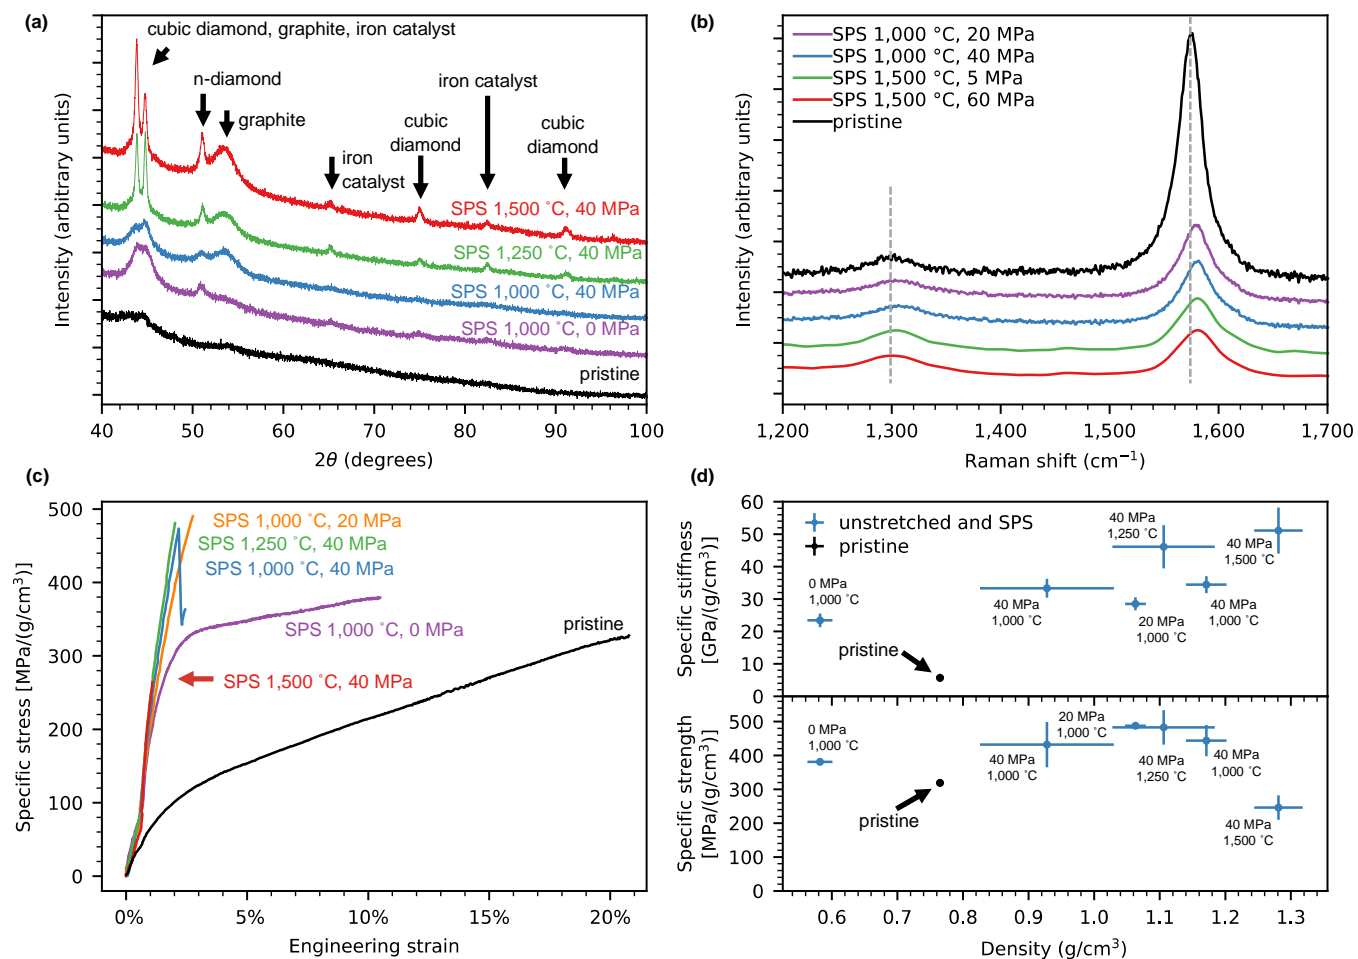 (a)
cubic diamond, graphite, iron catalyst
n-diamond
graphite
iron catalyst
cubic
diamond
cubic
diamond
iron
catalyst
SPS 1,500 ˚C, 40 MPa
SPS 1,250 ˚C, 40 MPa
SPS 1,000 ˚C, 40 MPa
SPS 1,000 ˚C, 0 MPa
pristine
Intensity (arbitrary units)
40 50 60 70 80 90 100
2θ (degrees)
(b)
SPS 1,000 °C, 20 MPa
SPS 1,000 °C, 40 MPa
SPS 1,500 °C, 5 MPa
SPS 1,500 °C, 60 MPa
pristine
Intensity (arbitrary units)
1,200 1,300 1,400 1,500 1,600 1,700
Raman shift (cm⁻¹)
(c)
500
400
300
200
100
0
Specific stress [MPa/(g/cm³)]
SPS 1,000 ˚C, 20 MPa
SPS 1,250 ˚C, 40 MPa
SPS 1,000 ˚C, 40 MPa
SPS 1,000 ˚C, 0 MPa
pristine
SPS 1,500 ˚C, 40 MPa
0% 5% 10% 15% 20%
Engineering strain
(d)
60
50
40
30
20
10
0
Specific stiffness
[GPa/(g/cm³)]
unstretched and SPS
pristine
40 MPa
1,250 ˚C
40 MPa
1,500 ˚C
0 MPa
1,000 ˚C
40 MPa
1,000 ˚C
20 MPa
1,000 ˚C
40 MPa
1,000 ˚C
pristine
500
400
300
200
100
0
Specific strength
[MPa/(g/cm³)]
0 MPa
1,000 ˚C
20 MPa
1,000 ˚C
40 MPa
1,000 ˚C
40 MPa
1,250 ˚C
40 MPa
1,000 ˚C
pristine
40 MPa
1,500 ˚C
0.6 0.7 0.8 0.9 1.0 1.1 1.2 1.3
Density (g/cm³)